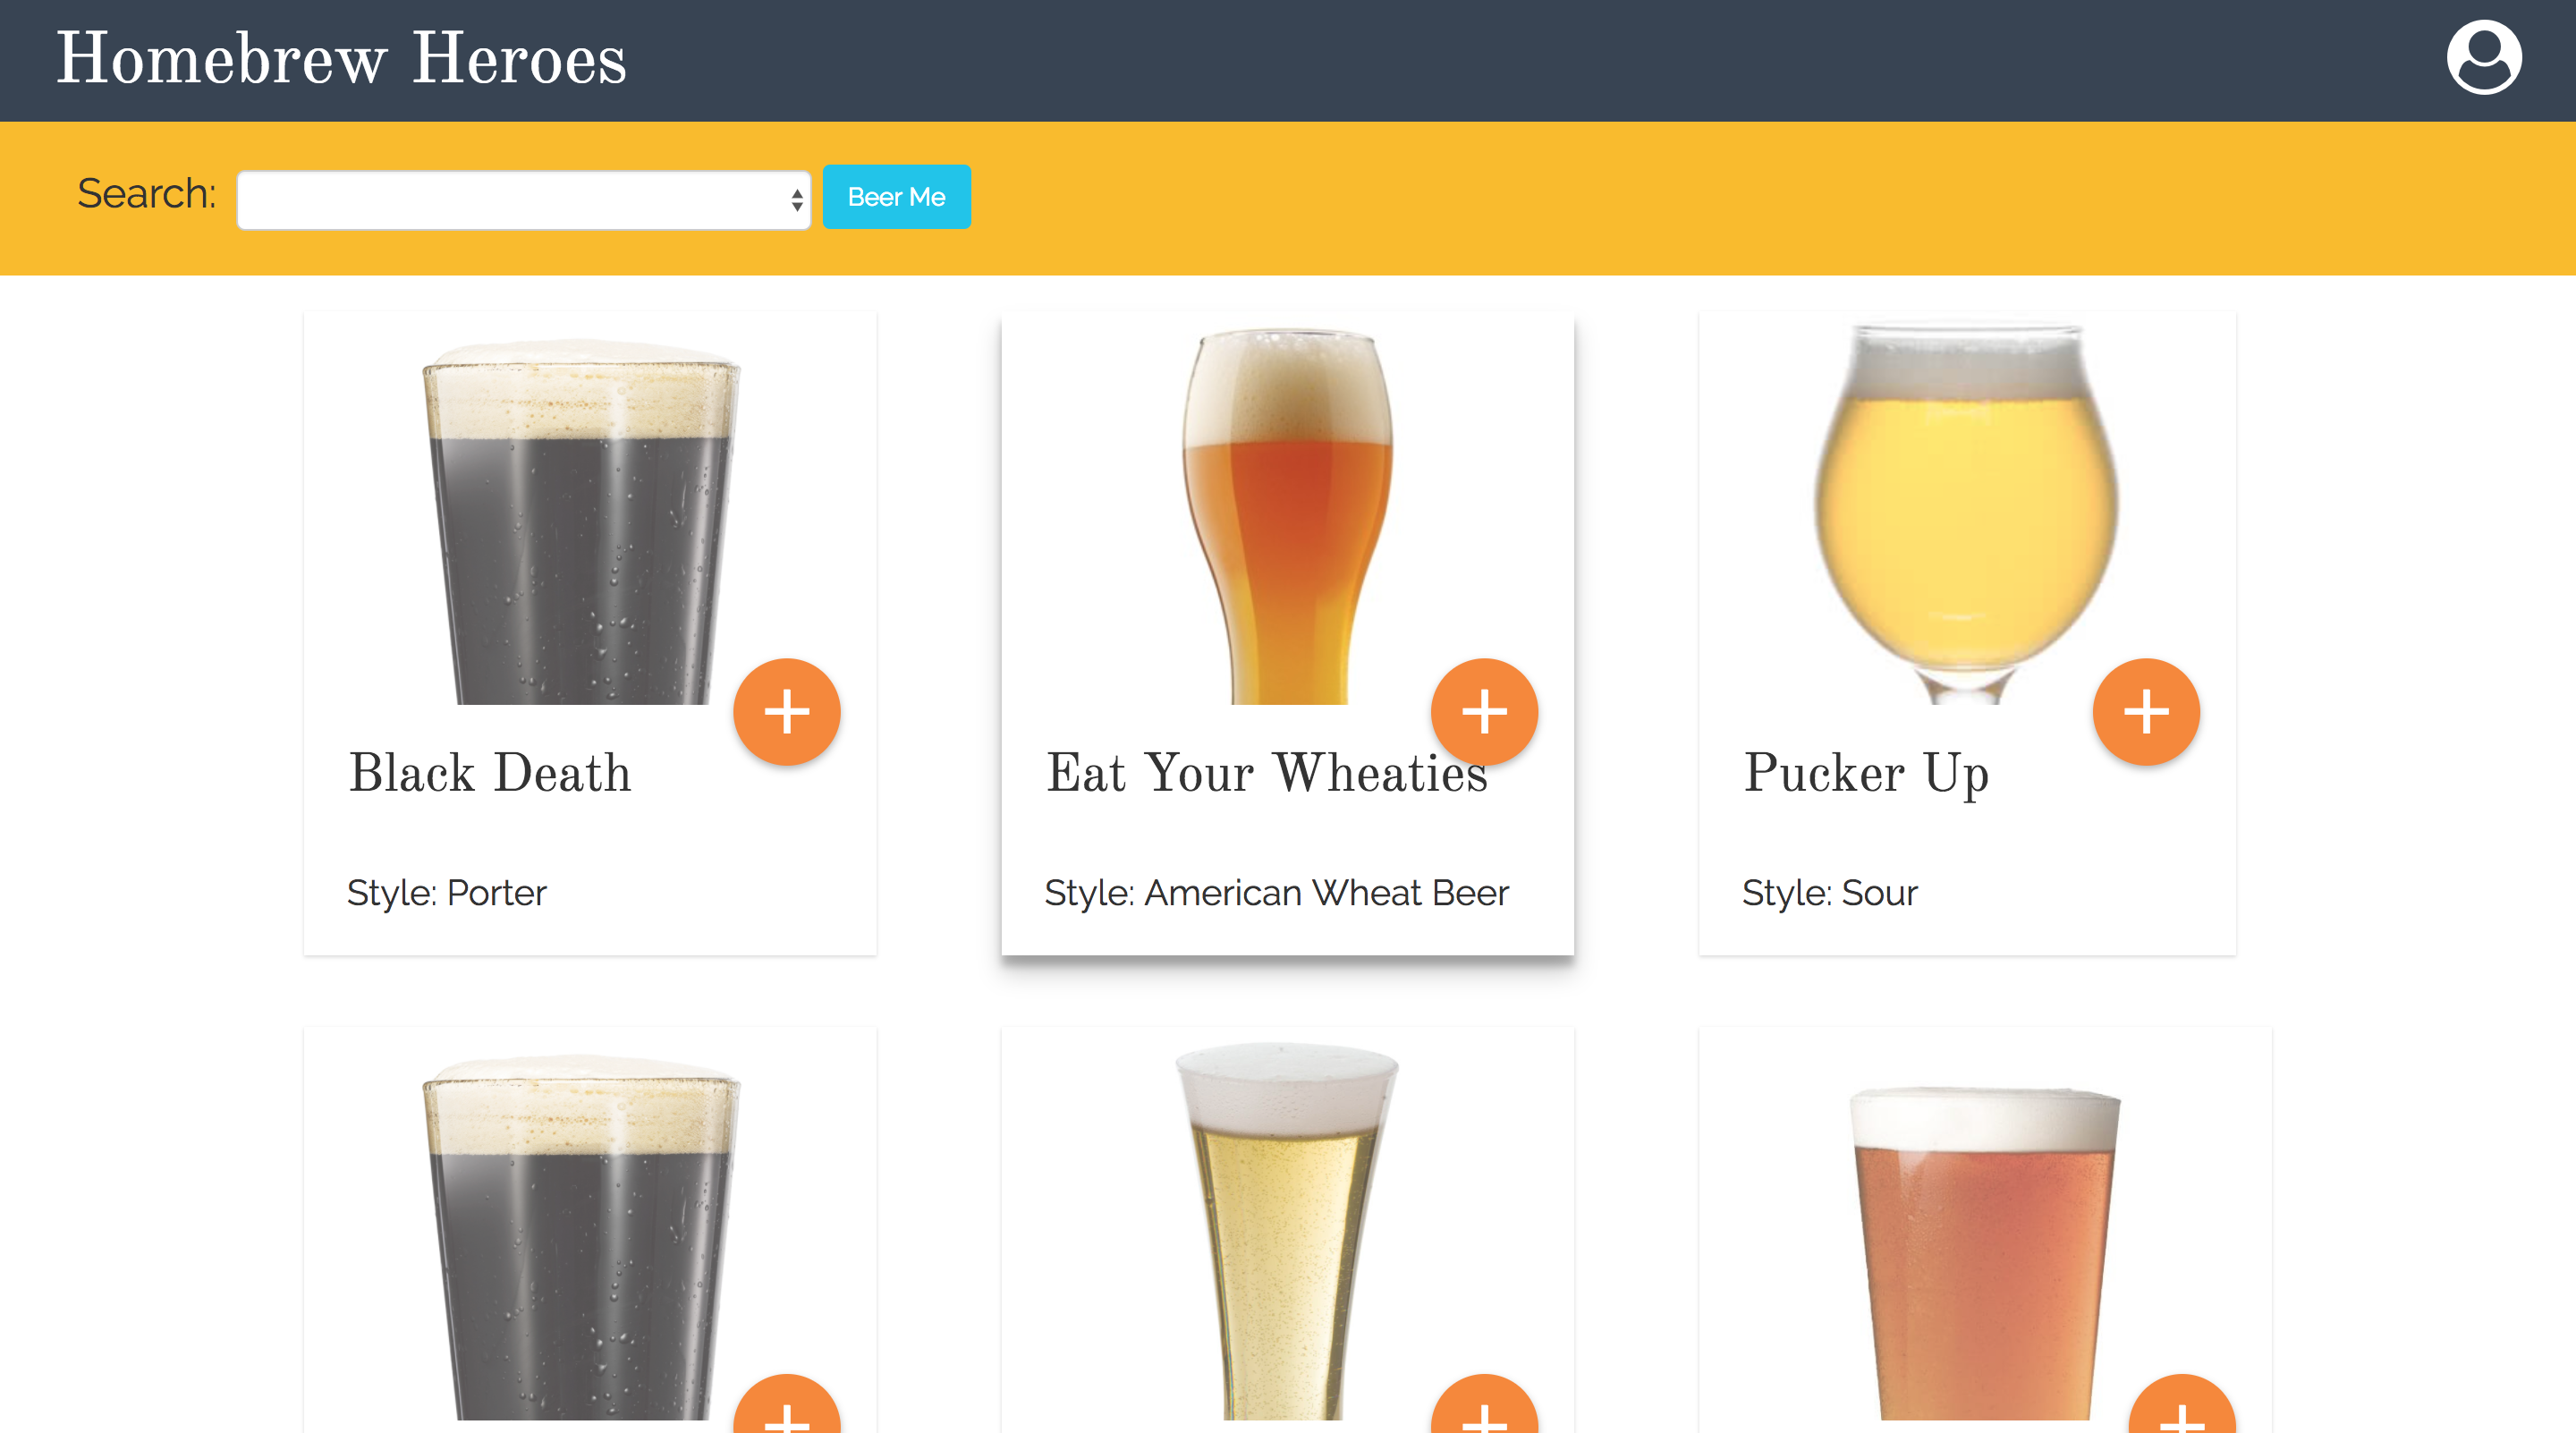 Homebrew Heroes
Search:
Beer Me
Black Death
Eat Your Wheaties
Pucker Up
Style: Porter
Style: American Wheat Beer
Style: Sour